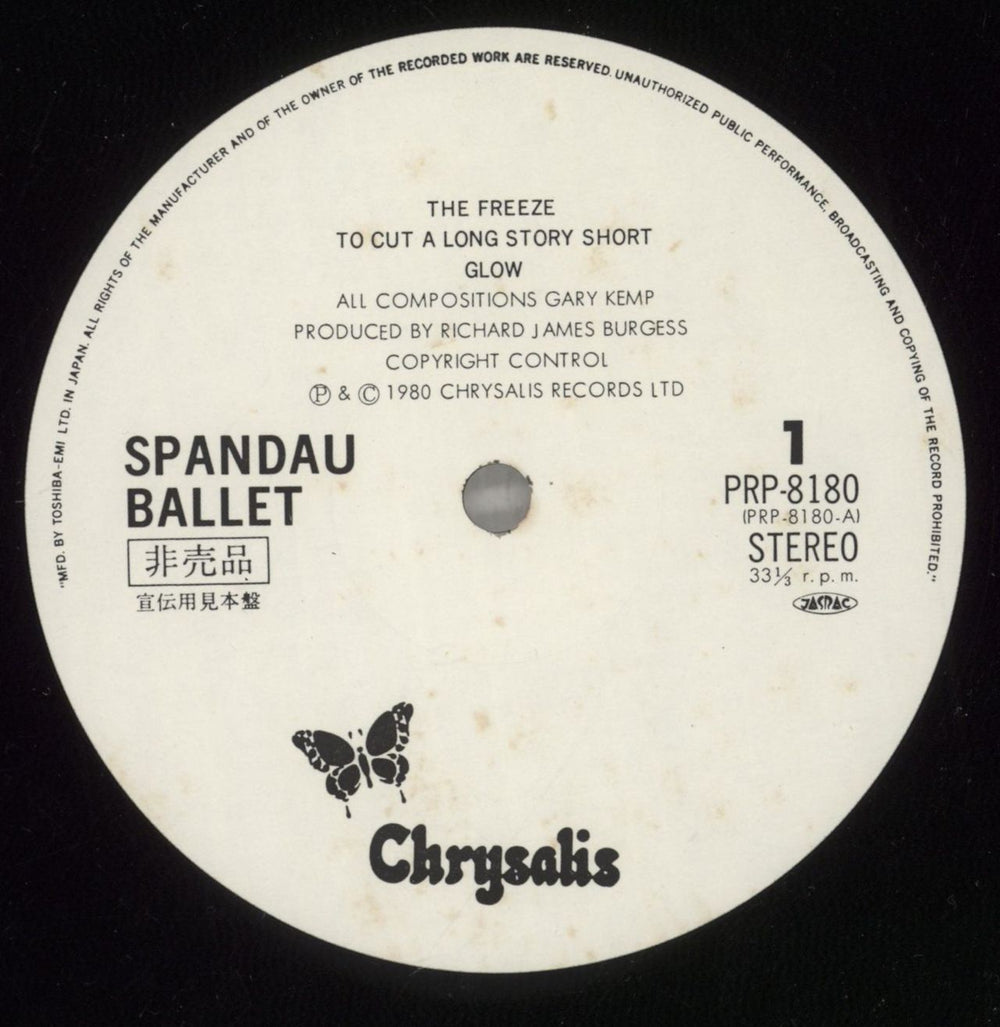 "MFD. BY TOSHIBA-EMI LTD. IN JAPAN. ALL RIGHTS OF THE MANUFACTURER AND OF THE OWNER OF THE RECORDED WORK ARE RESERVED. UNAUTHORIZED PUBLIC PERFORMANCE, BROADCASTING AND COPYING OF THE RECORD PROHIBITED."
THE FREEZE
TO CUT A LONG STORY SHORT
GLOW
ALL COMPOSITIONS GARY KEMP
PRODUCED BY RICHARD JAMES BURGESS
COPYRIGHT CONTROL
Ⓟ & © 1980 CHRYSALIS RECORDS LTD
SPANDAU
BALLET
非売品
宣伝用見本盤
1
PRP-8180
(PRP-8180-A)
STEREO
33⅓ r.p.m.
JASRAC
Chrysalis